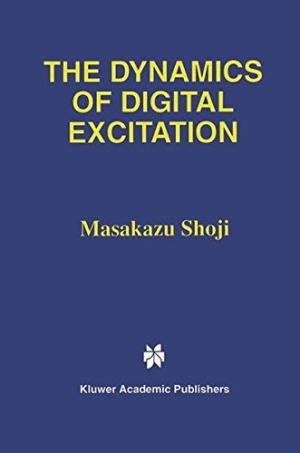 THE DYNAMICS
OF DIGITAL
EXCITATION
Masakazu Shoji
Kluwer Academic Publishers